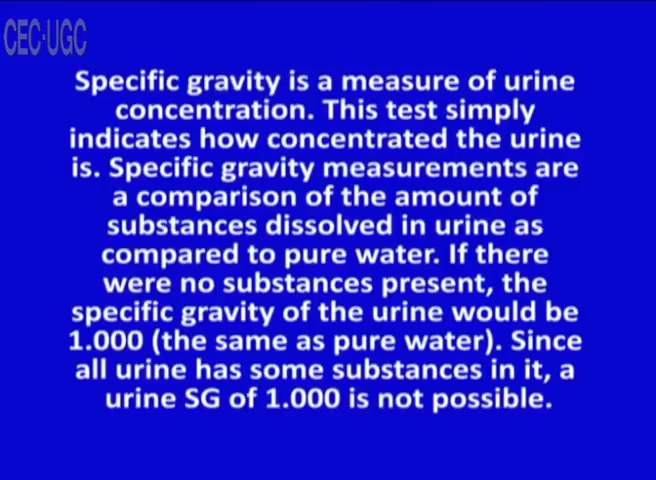 CEC-UGC
Specific gravity is a measure of urine
concentration. This test simply
indicates how concentrated the urine
is. Specific gravity measurements are
a comparison of the amount of
substances dissolved in urine as
compared to pure water. If there
were no substances present, the
specific gravity of the urine would be
1.000 (the same as pure water). Since
all urine has some substances in it, a
urine SG of 1.000 is not possible.